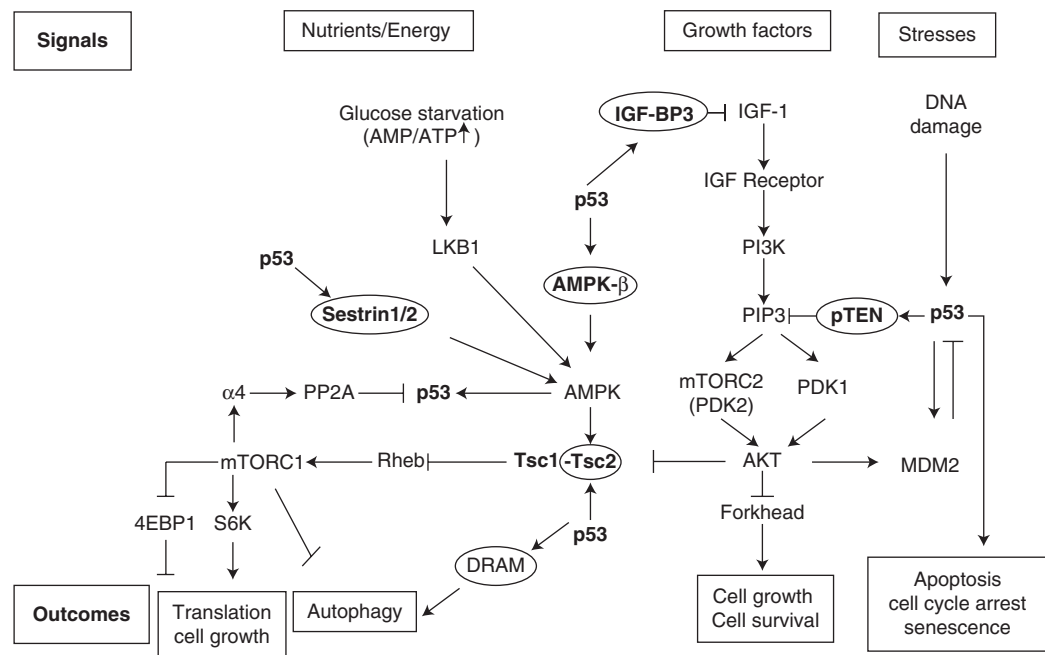 Signals
Nutrients/Energy
Growth factors
Stresses
Glucose starvation
(AMP/ATP↑)
IGF-BP3
IGF-1
DNA
damage
p53
IGF Receptor
LKB1
PI3K
p53
AMPK-β
Sestrin1/2
PIP3
pTEN
p53
mTORC2
(PDK2)
PDK1
α4
PP2A
p53
AMPK
mTORC1
Rheb
Tsc1
-Tsc2
AKT
MDM2
4EBP1
S6K
p53
Forkhead
DRAM
Outcomes
Translation
cell growth
Autophagy
Cell growth
Cell survival
Apoptosis
cell cycle arrest
senescence